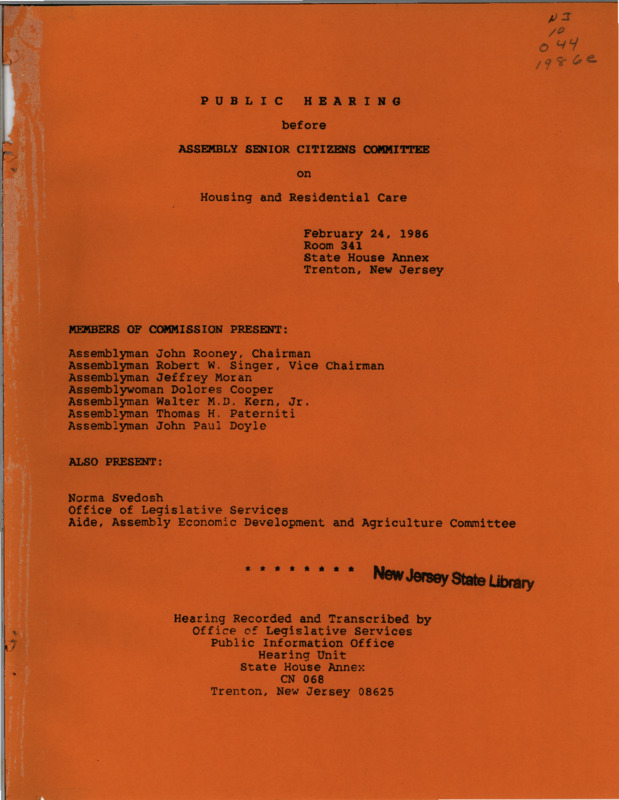 NJ
10
O 44
1986e
PUBLIC HEARING
before
ASSEMBLY SENIOR CITIZENS COMMITTEE
on
Housing and Residential Care
February 24, 1986
Room 341
State House Annex
Trenton, New Jersey
MEMBERS OF COMMISSION PRESENT:
Assemblyman John Rooney, Chairman
Assemblyman Robert W. Singer, Vice Chairman
Assemblyman Jeffrey Moran
Assemblywoman Dolores Cooper
Assemblyman Walter M.D. Kern, Jr.
Assemblyman Thomas H. Paterniti
Assemblyman John Paul Doyle
ALSO PRESENT:
Norma Svedosh
Office of Legislative Services
Aide, Assembly Economic Development and Agriculture Committee
* * * * * * * *
New Jersey State Library
Hearing Recorded and Transcribed by
Office of Legislative Services
Public Information Office
Hearing Unit
State House Annex
CN 068
Trenton, New Jersey 08625